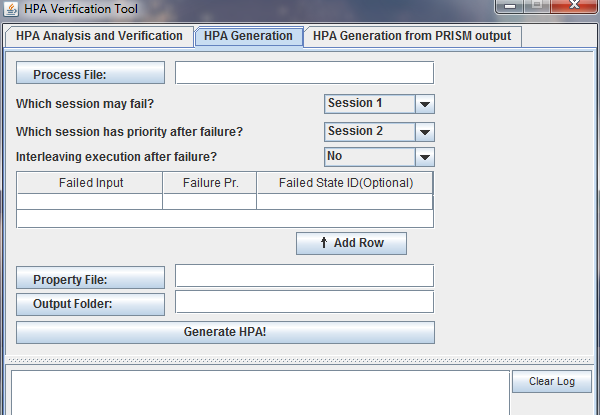 HPA Verification Tool
HPA Analysis and Verification HPA Generation HPA Generation from PRISM output
Process File:
Which session may fail? Session 1
Which session has priority after failure? Session 2
Interleaving execution after failure? No
Failed Input Failure Pr. Failed State ID(Optional)
Add Row
Property File:
Output Folder:
Generate HPA!
Clear Log